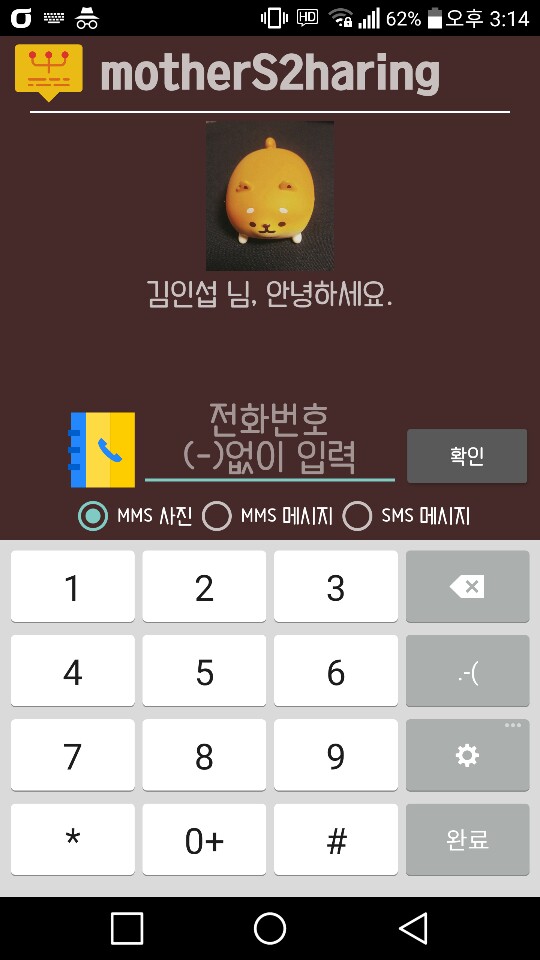 HD 62% 오후 3:14
motherS2haring
김인섭 님, 안녕하세요.
전화번호
(-)없이 입력
확인
MMS 사진 MMS 메시지 SMS 메시지
1 2 3
4 5 6 .-(
7 8 9 ...
* 0+ # 완료